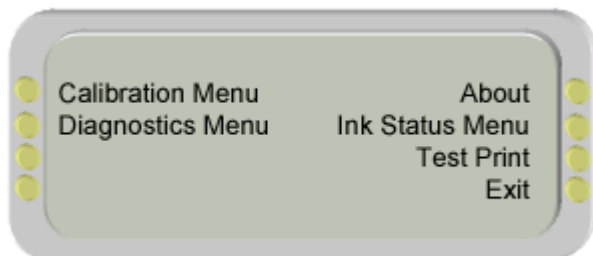 Calibration Menu About
Diagnostics Menu Ink Status Menu
Test Print
Exit